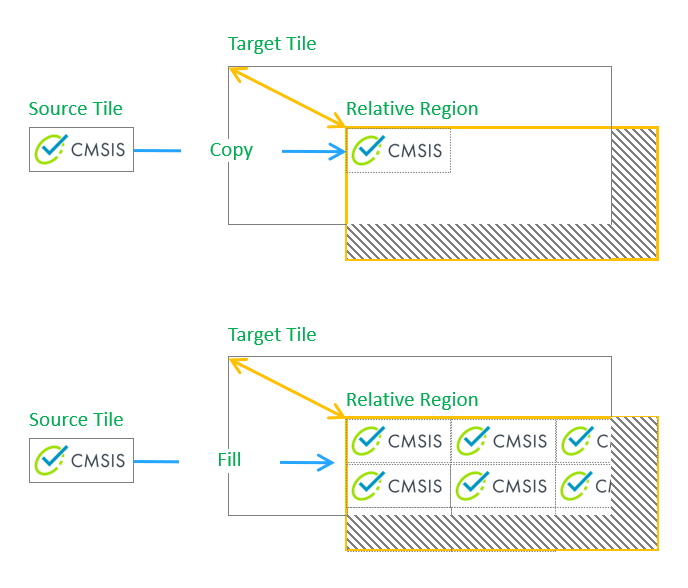 Target Tile
Source Tile
Relative Region
CMSIS
Copy
CMSIS
Target Tile
Source Tile
Relative Region
CMSIS
Fill
CMSIS CMSIS C
CMSIS CMSIS CM